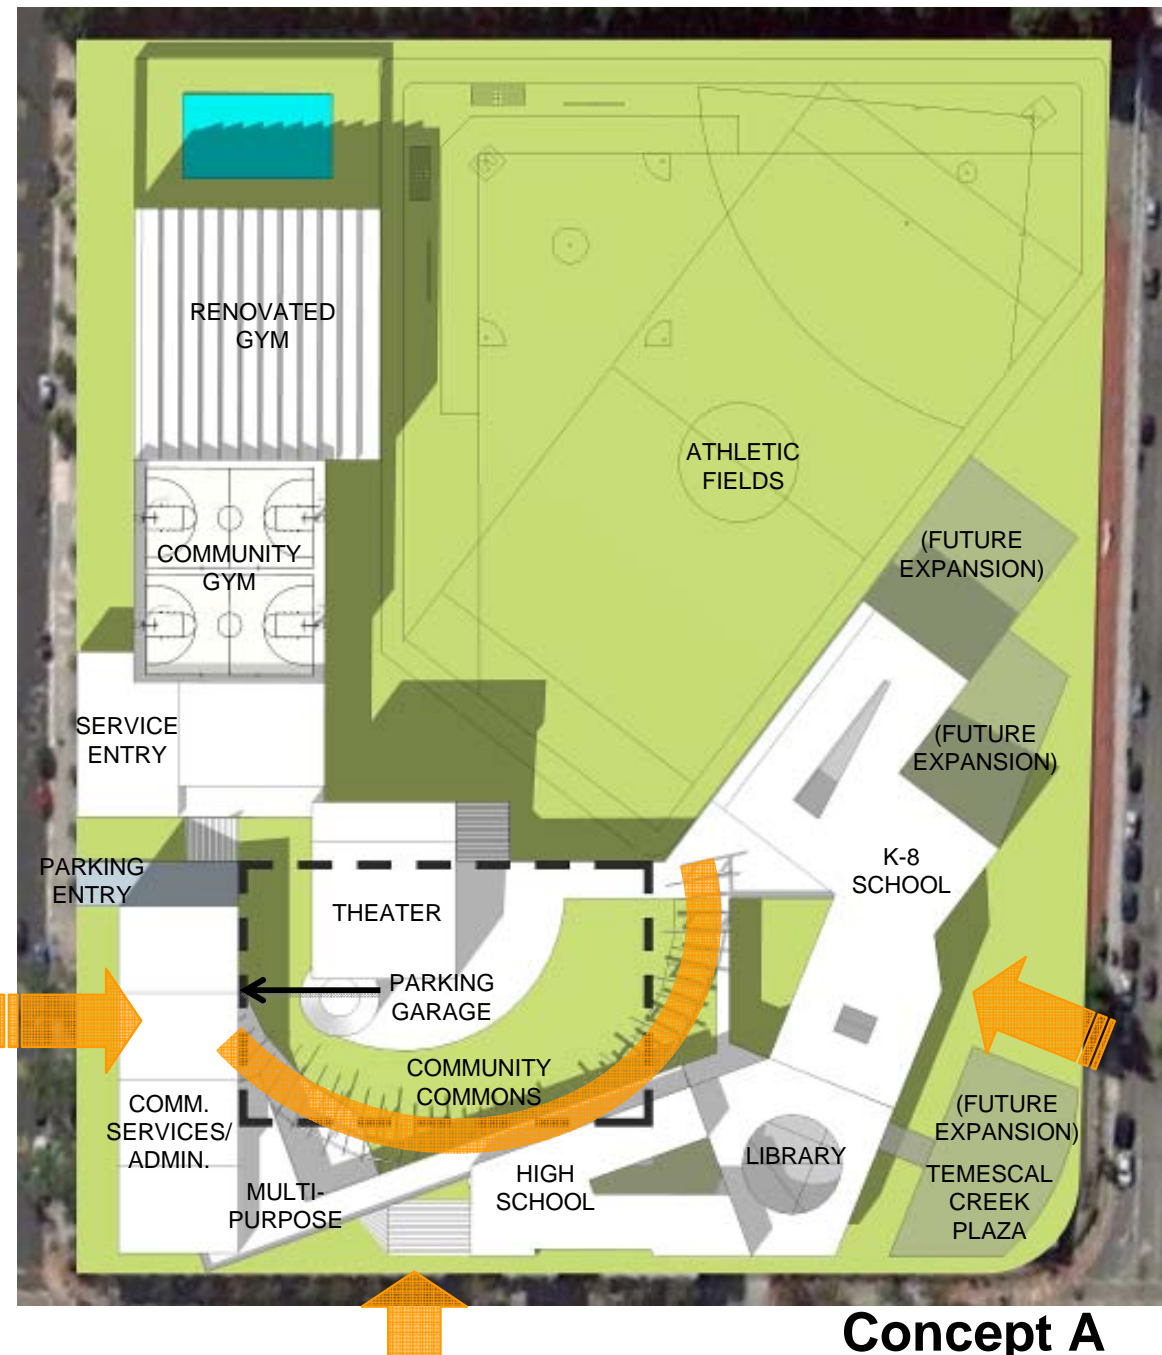 RENOVATED
GYM
ATHLETIC
FIELDS
COMMUNITY
GYM
(FUTURE
EXPANSION)
SERVICE
ENTRY
(FUTURE
EXPANSION)
PARKING
ENTRY
K-8
SCHOOL
THEATER
PARKING
GARAGE
COMMUNITY
COMMONS
COMM.
SERVICES/
ADMIN.
(FUTURE
EXPANSION)
LIBRARY
HIGH
SCHOOL
TEMESCAL
CREEK
PLAZA
MULTI-
PURPOSE
Concept A